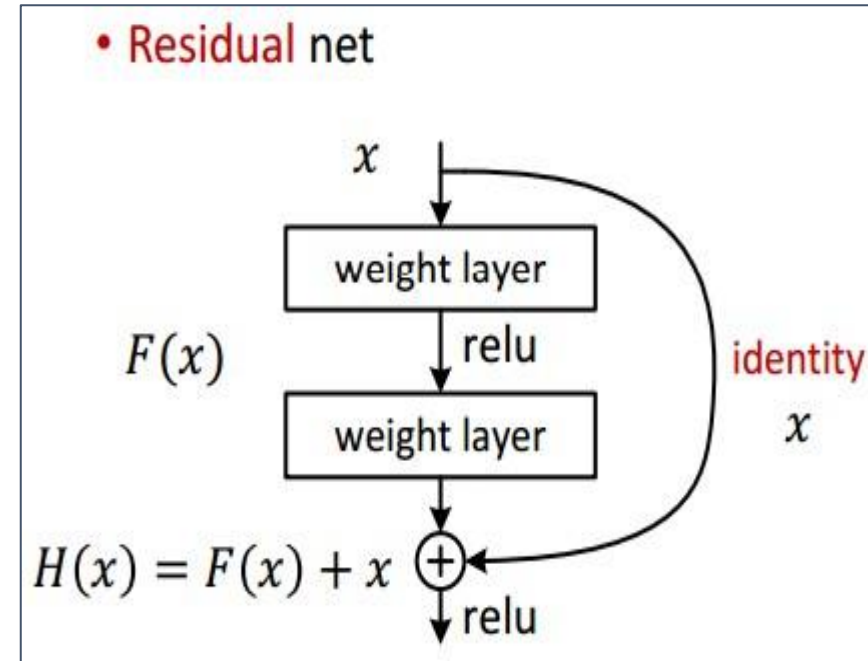 • Residual net
x
weight layer
F(x)
relu
identity
x
weight layer
H(x) = F(x) + x
+
relu